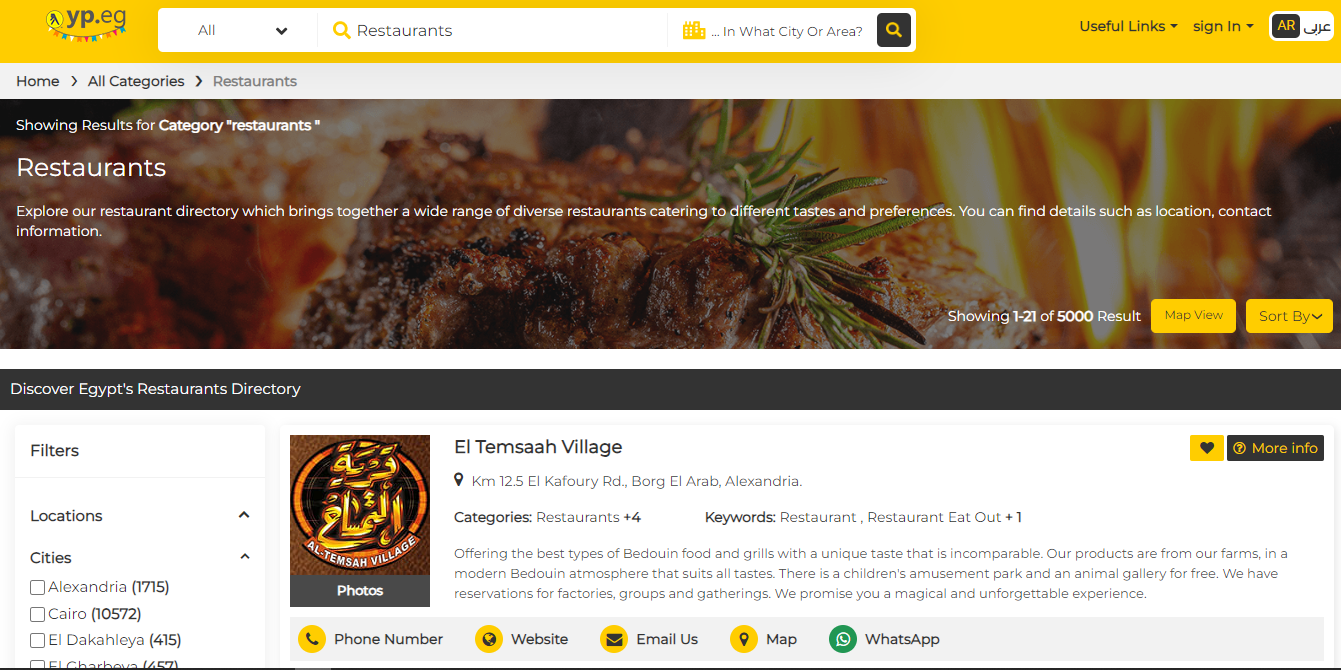 yp.eg
All
Restaurants
... In What City Or Area?
Useful Links
sign In
AR عربى
Home > All Categories > Restaurants
Showing Results for Category "restaurants "
Restaurants
Explore our restaurant directory which brings together a wide range of diverse restaurants catering to different tastes and preferences. You can find details such as location, contact
information.
Showing 1-21 of 5000 Result
Map View
Sort By
Discover Egypt's Restaurants Directory
Filters
Locations
Cities
Alexandria (1715)
Cairo (10572)
El Dakahleya (415)
El Gharbeya (457)
قرية
التمساح
AL-TEMSAH VILLAGE
Photos
El Temsaah Village
More info
Km 12.5 El Kafoury Rd., Borg El Arab, Alexandria.
Categories: Restaurants +4
Keywords: Restaurant , Restaurant Eat Out + 1
Offering the best types of Bedouin food and grills with a unique taste that is incomparable. Our products are from our farms, in a
modern Bedouin atmosphere that suits all tastes. There is a children's amusement park and an animal gallery for free. We have
reservations for factories, groups and gatherings. We promise you a magical and unforgettable experience.
Phone Number
Website
Email Us
Map
WhatsApp